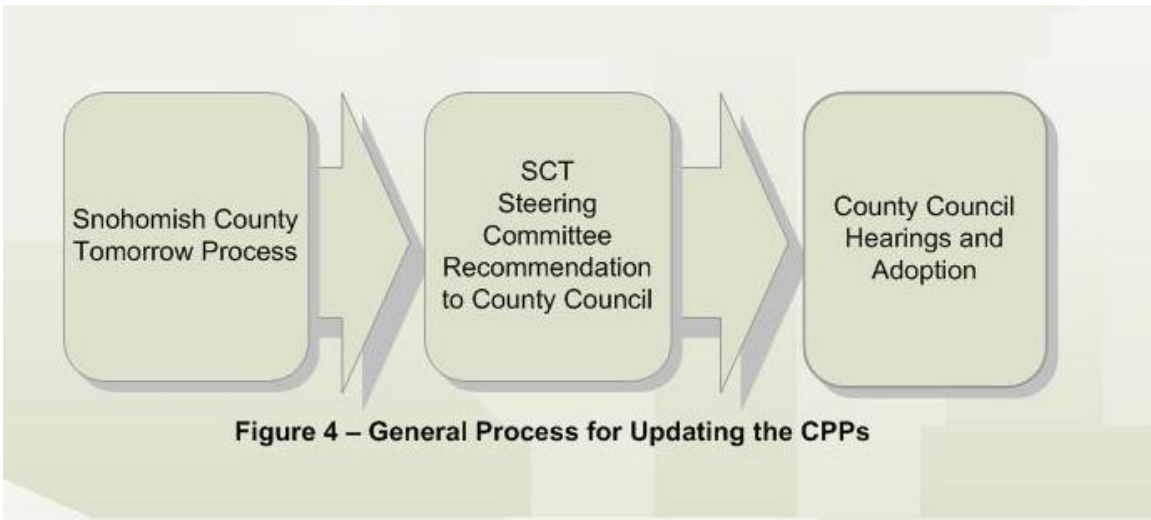 Snohomish County
Tomorrow Process
SCT
Steering
Committee
Recommendation
to County Council
County Council
Hearings and
Adoption
Figure 4 – General Process for Updating the CPPs